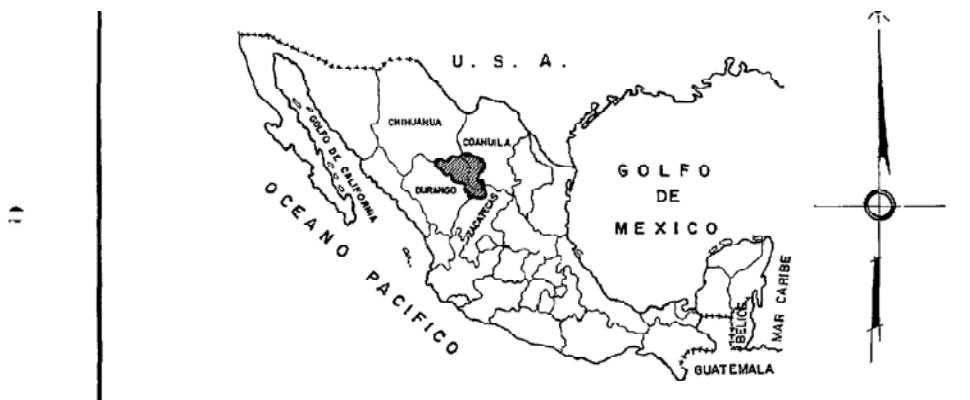 U. S. A.
CHIHUAHUA
COAHUILA
GOLFO DE CALIFORNIA
DURANGO
ZACATECAS
GOLFO
DE
MEXICO
OCEANO PACIFICO
BELICE
MAR CARIBE
GUATEMALA